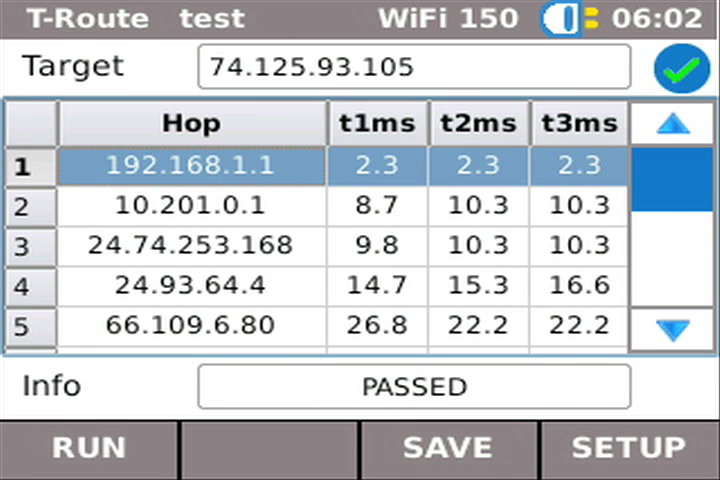 T-Route test WiFi 150 06:02
Target 74.125.93.105
Hop t1ms t2ms t3ms
1 192.168.1.1 2.3 2.3 2.3
2 10.201.0.1 8.7 10.3 10.3
3 24.74.253.168 9.8 10.3 10.3
4 24.93.64.4 14.7 15.3 16.6
5 66.109.6.80 26.8 22.2 22.2
Info PASSED
RUN SAVE SETUP